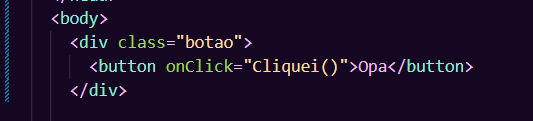 <body>
<div class="botao">
<button onClick="Cliquei()">Opa</button>
</div>